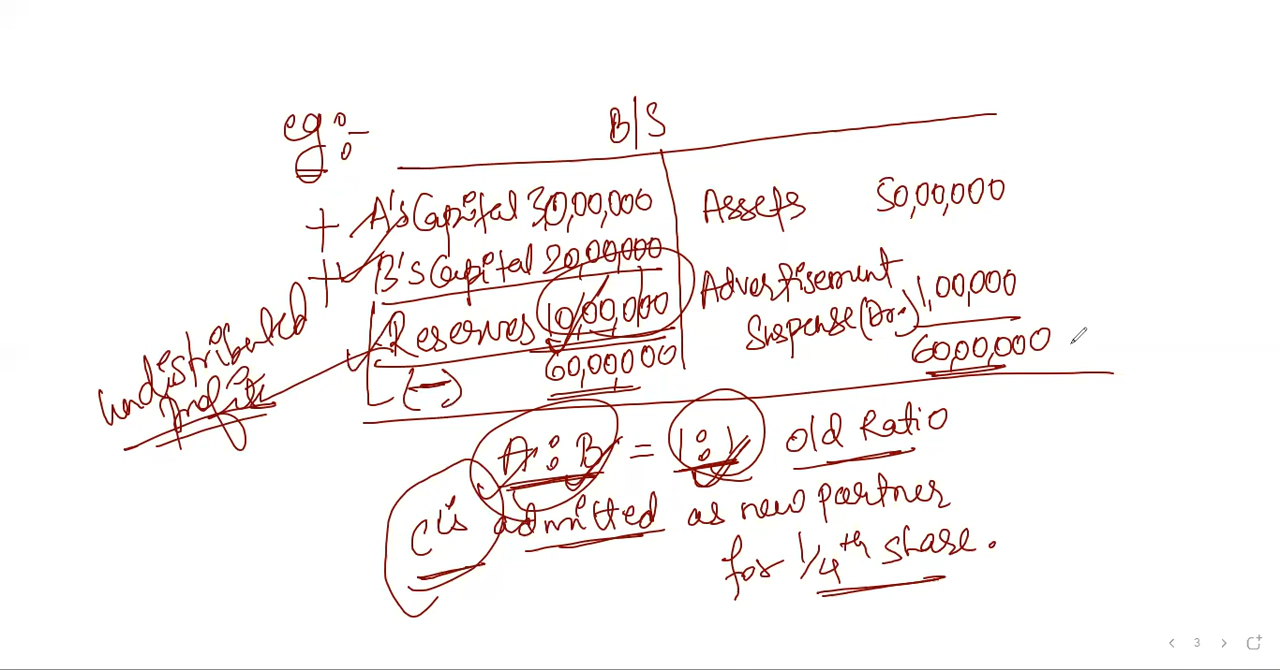 eg:-
B/S
+ A's Capital 30,00,000 Assets 50,00,000
+ B's Capital 20,00,000 Advertisement
Reserves 10,00,000 Suspense (Dr.) 1,00,000
(-) 60,00,000 60,00,000
undistributed
profits
A:B = 1:1 old Ratio
C is admitted as new partner
for 1/4th share.
3